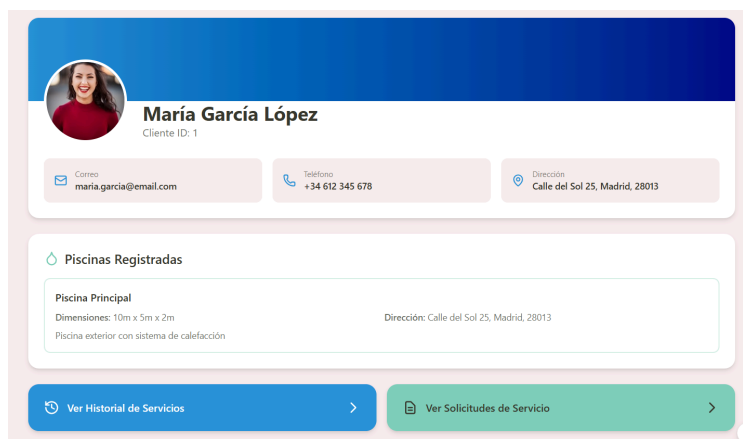 María García López
Cliente ID: 1
Correo
maria.garcia@email.com
Teléfono
+34 612 345 678
Dirección
Calle del Sol 25, Madrid, 28013
Piscinas Registradas
Piscina Principal
Dimensiones: 10m x 5m x 2m
Dirección: Calle del Sol 25, Madrid, 28013
Piscina exterior con sistema de calefacción
Ver Historial de Servicios
Ver Solicitudes de Servicio